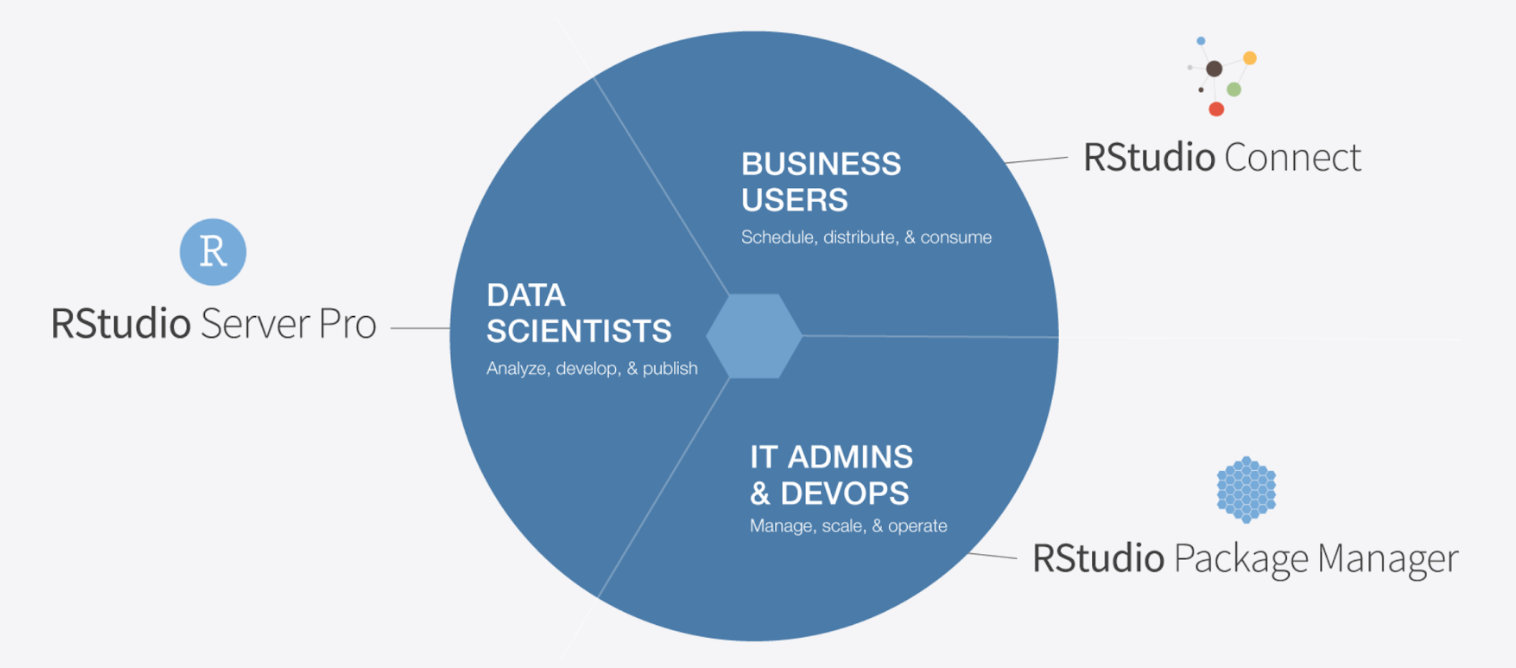 RStudio Connect
BUSINESS
USERS
Schedule, distribute, & consume
R
RStudio Server Pro
DATA
SCIENTISTS
Analyze, develop, & publish
IT ADMINS
& DEVOPS
Manage, scale, & operate
RStudio Package Manager